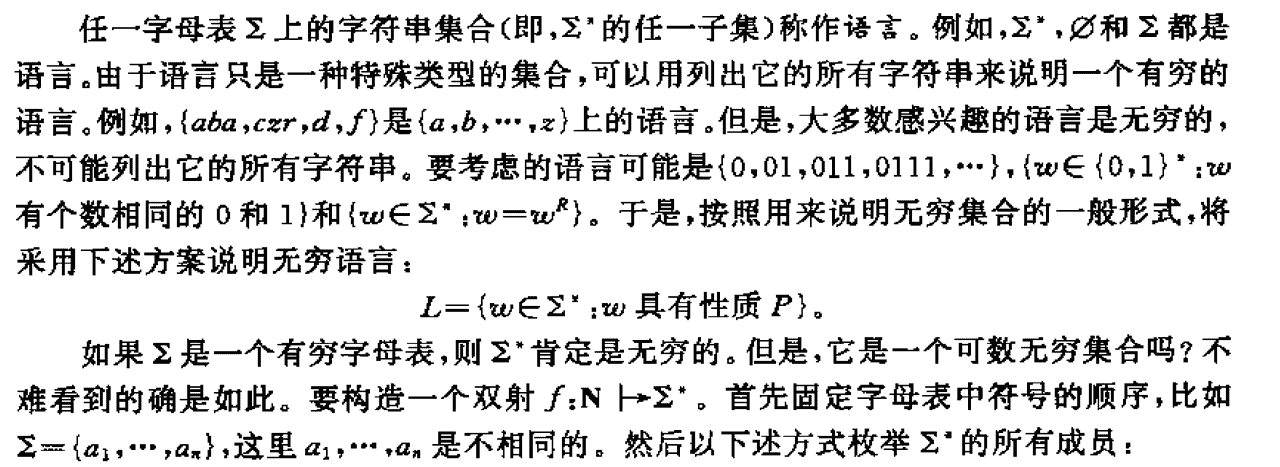 任一字母表 Σ 上的字符串集合(即,Σ*的任一子集)称作语言。例如,Σ*,∅和 Σ 都是
语言。由于语言只是一种特殊类型的集合,可以用列出它的所有字符串来说明一个有穷的
语言。例如,{aba,czr,d,f}是{a,b,⋯,z}上的语言。但是,大多数感兴趣的语言是无穷的,
不可能列出它的所有字符串。要考虑的语言可能是{0,01,011,0111,⋯},{w∈{0,1}*:w
有个数相同的 0 和 1}和{w∈Σ*:w=wᴿ}。于是,按照用来说明无穷集合的一般形式,将
采用下述方案说明无穷语言:
L={w∈Σ*:w 具有性质 P}。
如果 Σ 是一个有穷字母表,则 Σ*肯定是无穷的。但是,它是一个可数无穷集合吗?不
难看到的确是如此。要构造一个双射 f:N ↦Σ*。首先固定字母表中符号的顺序,比如
Σ={a₁,⋯,aₙ},这里 a₁,⋯,aₙ 是不相同的。然后以下述方式枚举 Σ*的所有成员: